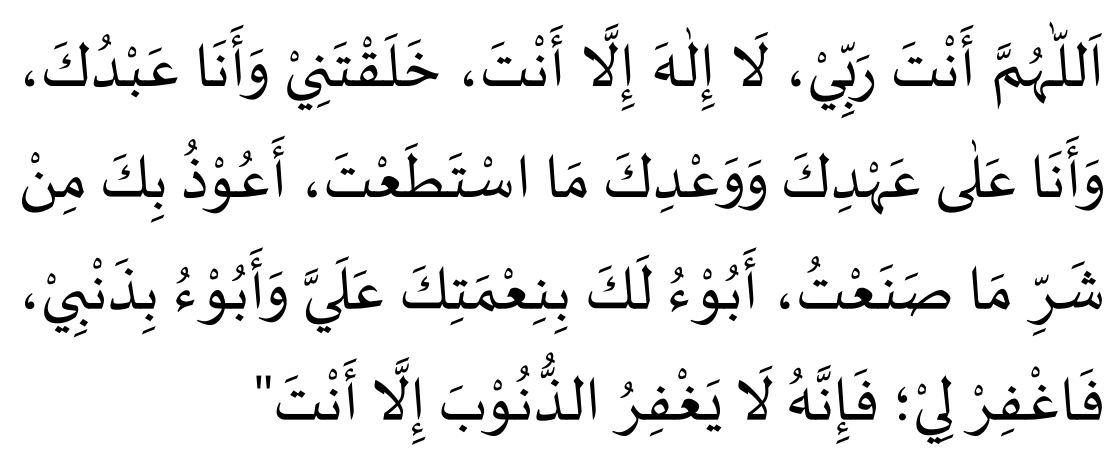 اَللّٰهُمَّ أَنْتَ رَبِّيْ، لَا إِلٰهَ إِلَّا أَنْتَ، خَلَقْتَنِيْ وَأَنَا عَبْدُكَ،
وَأَنَا عَلٰى عَهْدِكَ وَوَعْدِكَ مَا اسْتَطَعْتَ، أَعُوْذُ بِكَ مِنْ
شَرِّ مَا صَنَعْتُ، أَبُوْءُ لَكَ بِنِعْمَتِكَ عَلَيَّ وَأَبُوْءُ بِذَنْبِيْ،
فَاغْفِرْ لِيْ؛ فَإِنَّهُ لَا يَغْفِرُ الذُّنُوْبَ إِلَّا أَنْتَ"